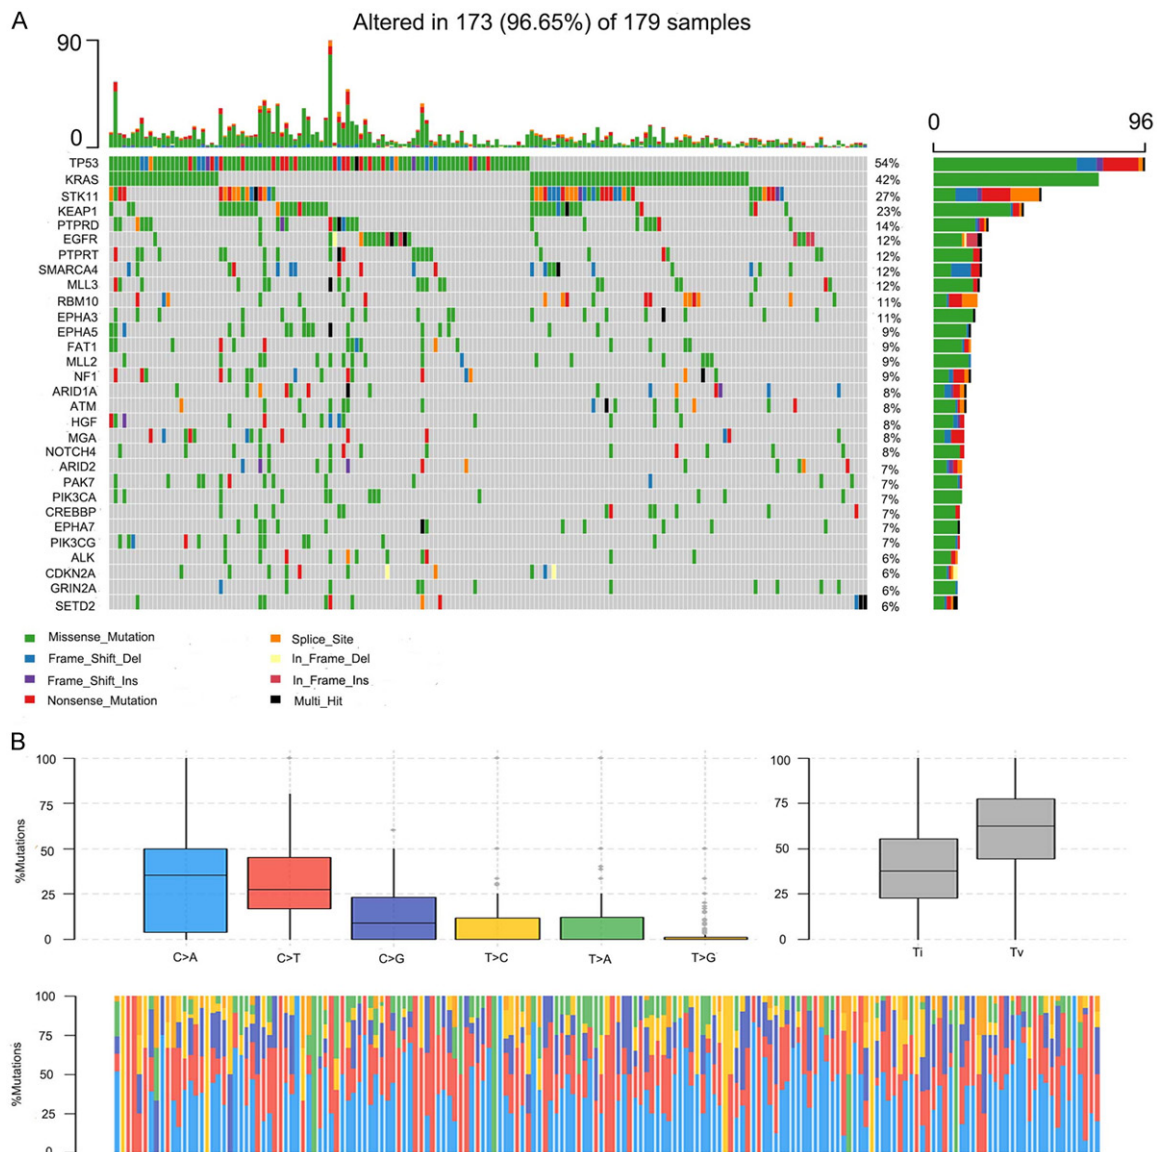 A
Altered in 173 (96.65%) of 179 samples
90
0
0 96
TP53 54%
KRAS 42%
STK11 27%
KEAP1 23%
PTPRD 14%
EGFR 12%
PTPRT 12%
SMARCA4 12%
MLL3 12%
RBM10 11%
EPHA3 11%
EPHA5 9%
FAT1 9%
MLL2 9%
NF1 9%
ARID1A 8%
ATM 8%
HGF 8%
MGA 8%
NOTCH4 8%
ARID2 7%
PAK7 7%
PIK3CA 7%
CREBBP 7%
EPHA7 7%
PIK3CG 7%
ALK 6%
CDKN2A 6%
GRIN2A 6%
SETD2 6%
Missense_Mutation Splice_Site
Frame_Shift_Del In_Frame_Del
Frame_Shift_Ins In_Frame_Ins
Nonsense_Mutation Multi_Hit
B
100 100
75 75
50 50
25 25
0 0
%Mutations
C>A C>T C>G T>C T>A T>G Ti Tv
100
75
50
25
0
%Mutations